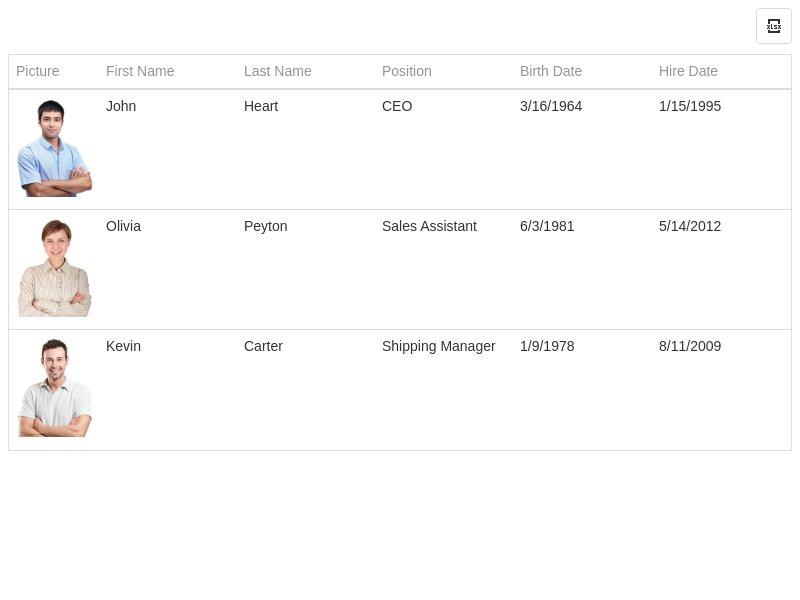 XLSX
Picture First Name Last Name Position Birth Date Hire Date
John Heart CEO 3/16/1964 1/15/1995
Olivia Peyton Sales Assistant 6/3/1981 5/14/2012
Kevin Carter Shipping Manager 1/9/1978 8/11/2009